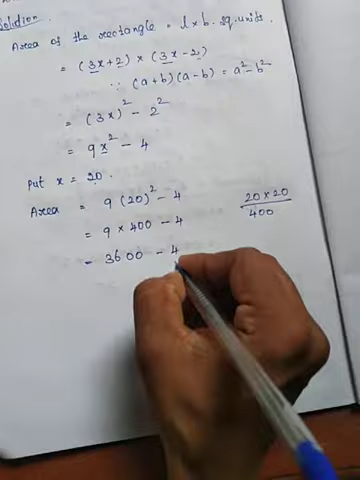 Solution.
Area of the rectangle = l × b. sq.units.
= (3x+2) × (3x-2)
∵ (a+b)(a-b) = a² - b²
= (3x)² - 2²
= 9x² - 4
Put x = 20.
Area = 9(20)² - 4
20 × 20
400
= 9 × 400 - 4
= 3600 - 4